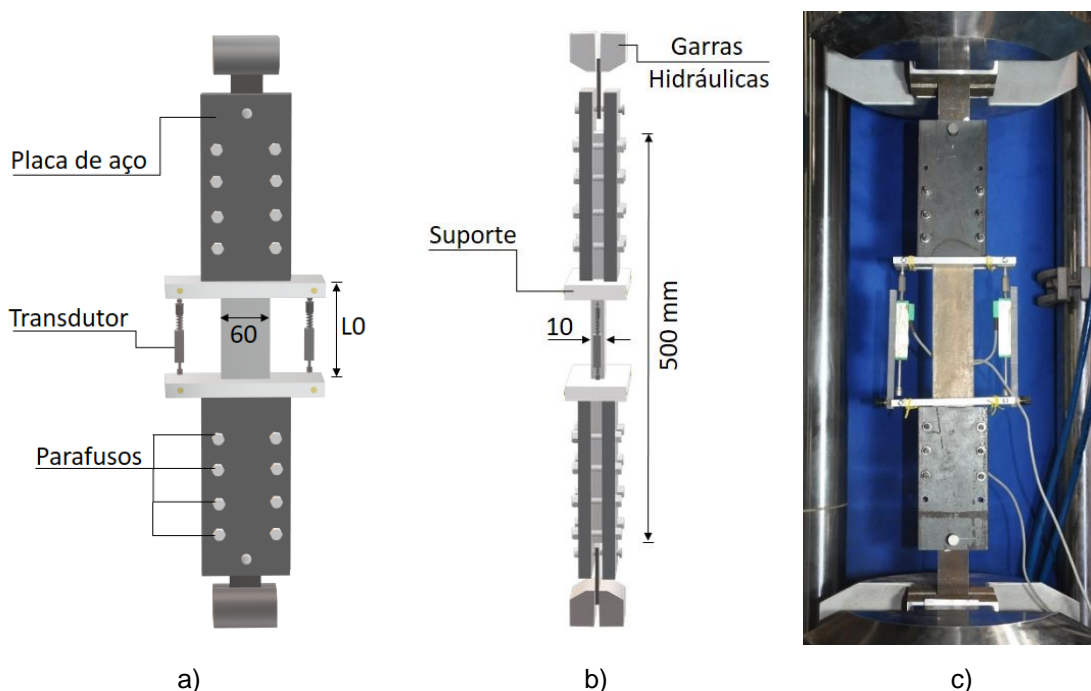 Placa de aço
Transdutor
60
L0
Parafusos
a)
Garras
Hidráulicas
Suporte
10
500 mm
b)
c)